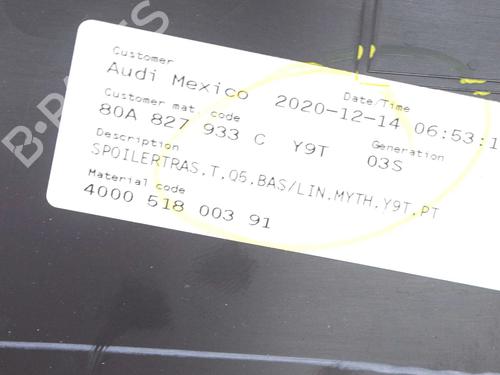 Customer
Audi Mexico
Date/Time
2020-12-14 06:53:1
Customer mat. code
80A 827 933 C Y9T
Generation
03S
Description
SPOILERTRAS.T.Q5.BAS/LIN.MYTH.Y9T.PT
Material code
4000 518 003 91
B-PARTS